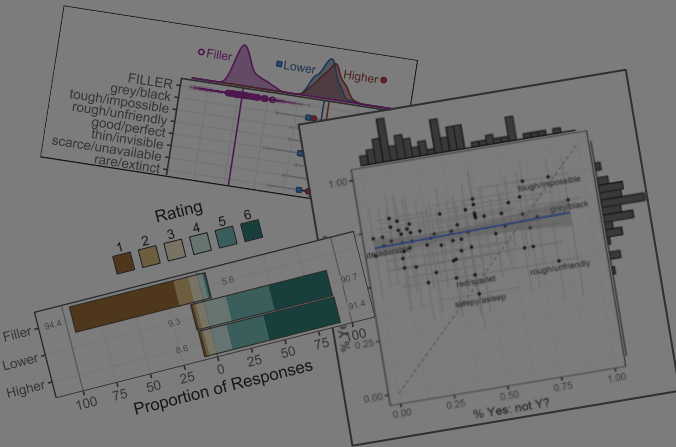 Filler
Lower
Higher
FILLER
grey/black
tough/impossible
rough/unfriendly
good/perfect
thin/invisible
scarce/unavailable
rare/extinct
Rating
1 2 3 4 5 6
Filler
Lower
Higher
94.4
9.3
8.6
5.6
90.7
91.4
100 75 50 25 0 25 50 75 100
Proportion of Responses
1.00
0.25
0.00
% Ye
tough/impossible
grey/black
red/scarlet
rough/unfriendly
sleepy/asleep
0.00 0.25 0.50 0.75 1.00
% Yes: not Y?